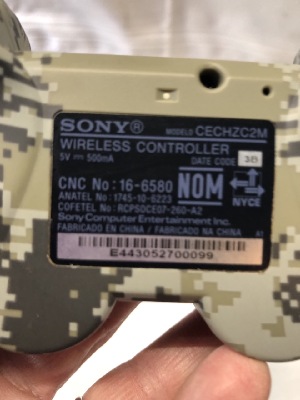 SONY® MODELO CECHZC2M
WIRELESS CONTROLLER
5V ⎓ 500mA DATE CODE 3B
CNC No: 16-6580 NOM
ANATEL No: 1745-10-6223
COFETEL No: RCPSOCE07-260-A2 NYCE
Sony Computer Entertainment Inc.
FABRICADO EN CHINA / FABRICADO NA CHINA A1
E443052700099